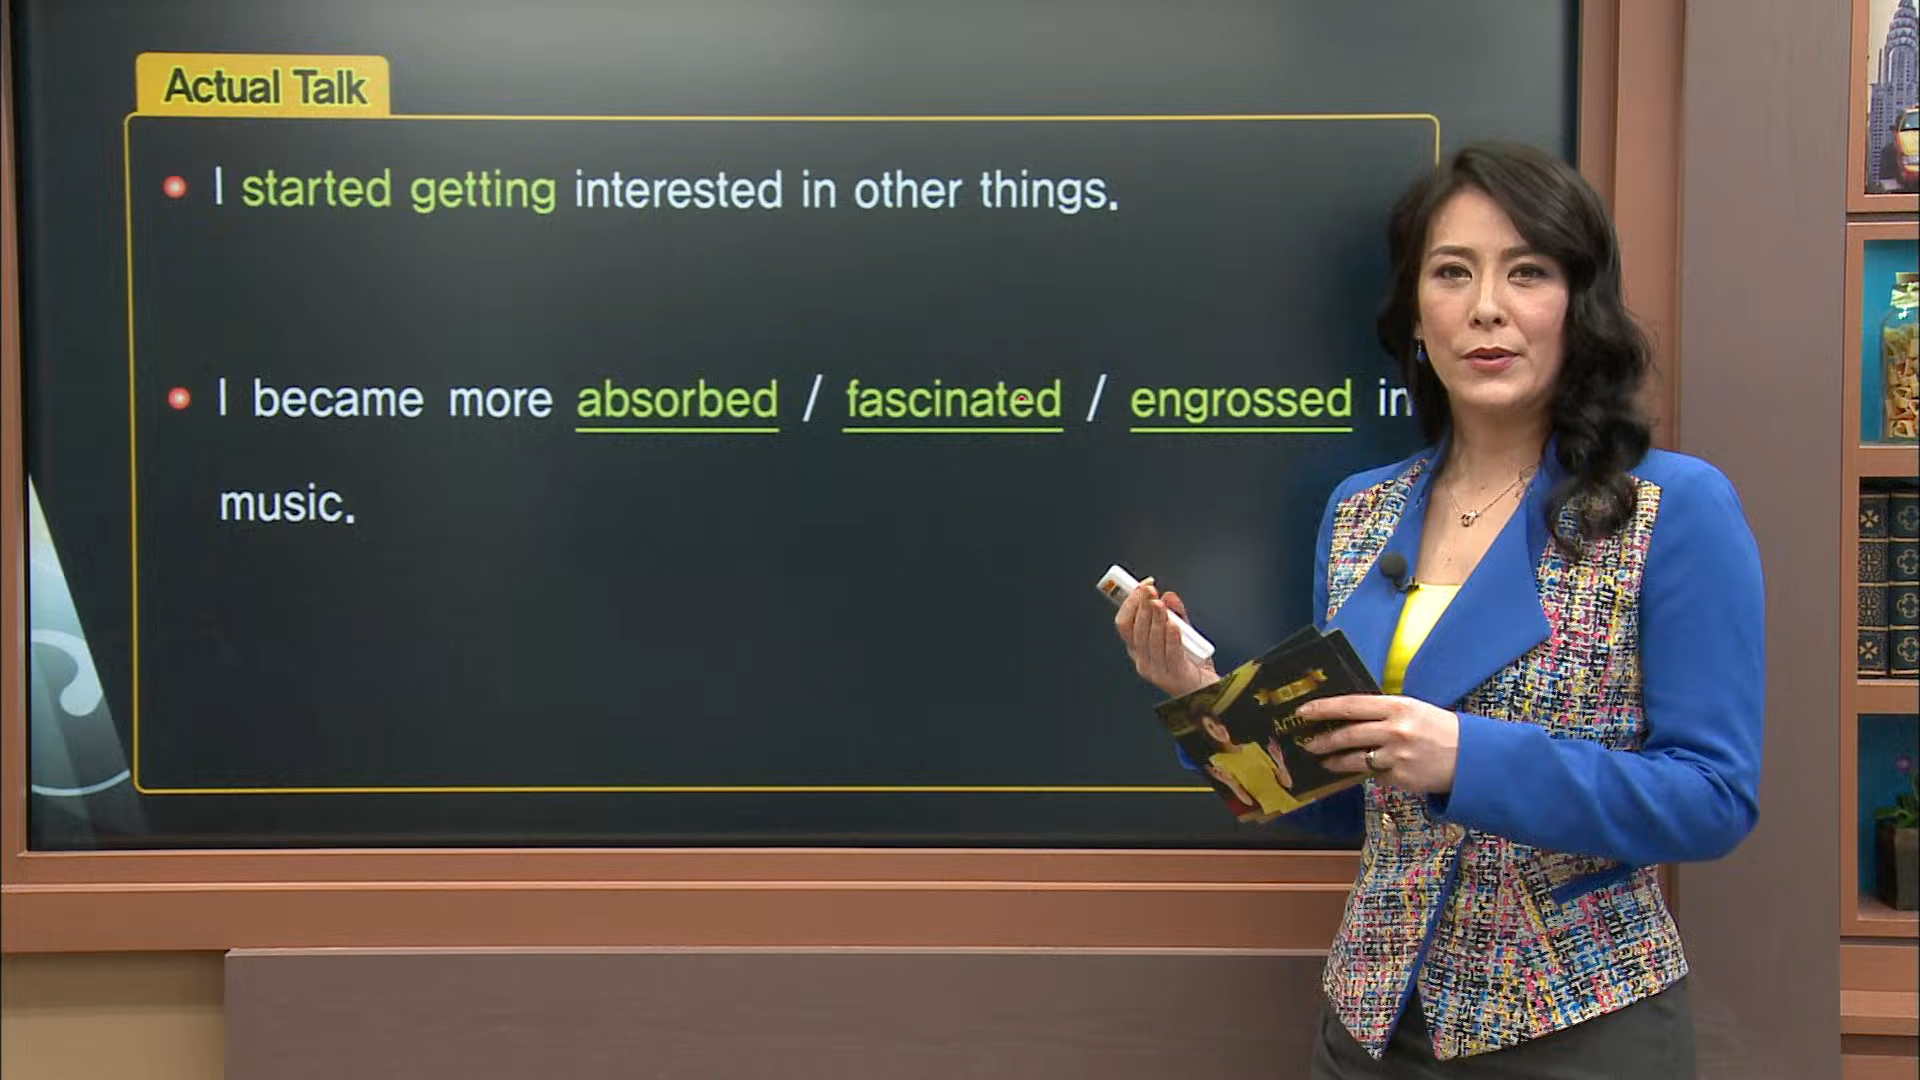 Actual Talk
I started getting interested in other things.
I became more absorbed / fascinated / engrossed in
music.